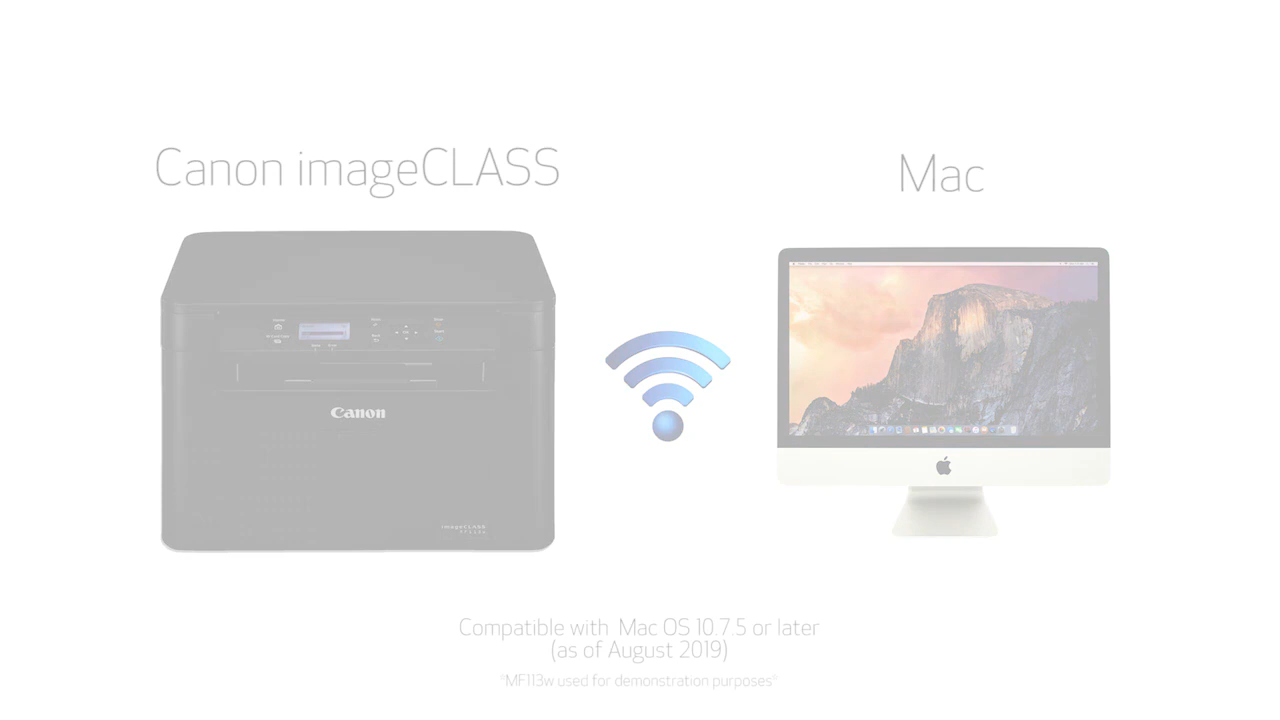 Canon imageCLASS
Mac
Canon
imageCLASS
Compatible with Mac OS 10.7.5 or later
(as of August 2019)
*MF113w used for demonstration purposes*